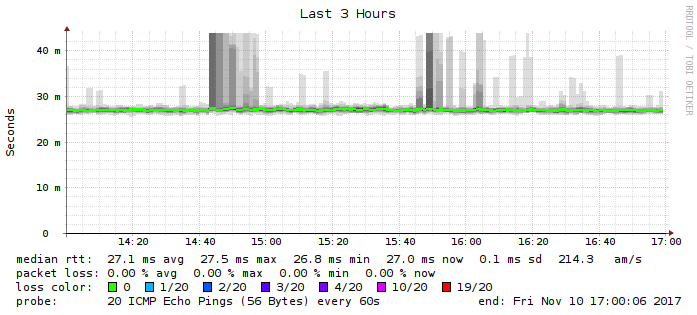 Last 3 Hours
RRDTOOL / TOBI OETIKER
Seconds
40 m
30 m
20 m
10 m
0
14:20 14:40 15:00 15:20 15:40 16:00 16:20 16:40 17:00
median rtt: 27.1 ms avg 27.5 ms max 26.8 ms min 27.0 ms now 0.1 ms sd 214.3 am/s
packet loss: 0.00 % avg 0.00 % max 0.00 % min 0.00 % now
loss color: 0 1/20 2/20 3/20 4/20 10/20 19/20
probe: 20 ICMP Echo Pings (56 Bytes) every 60s end: Fri Nov 10 17:00:06 2017